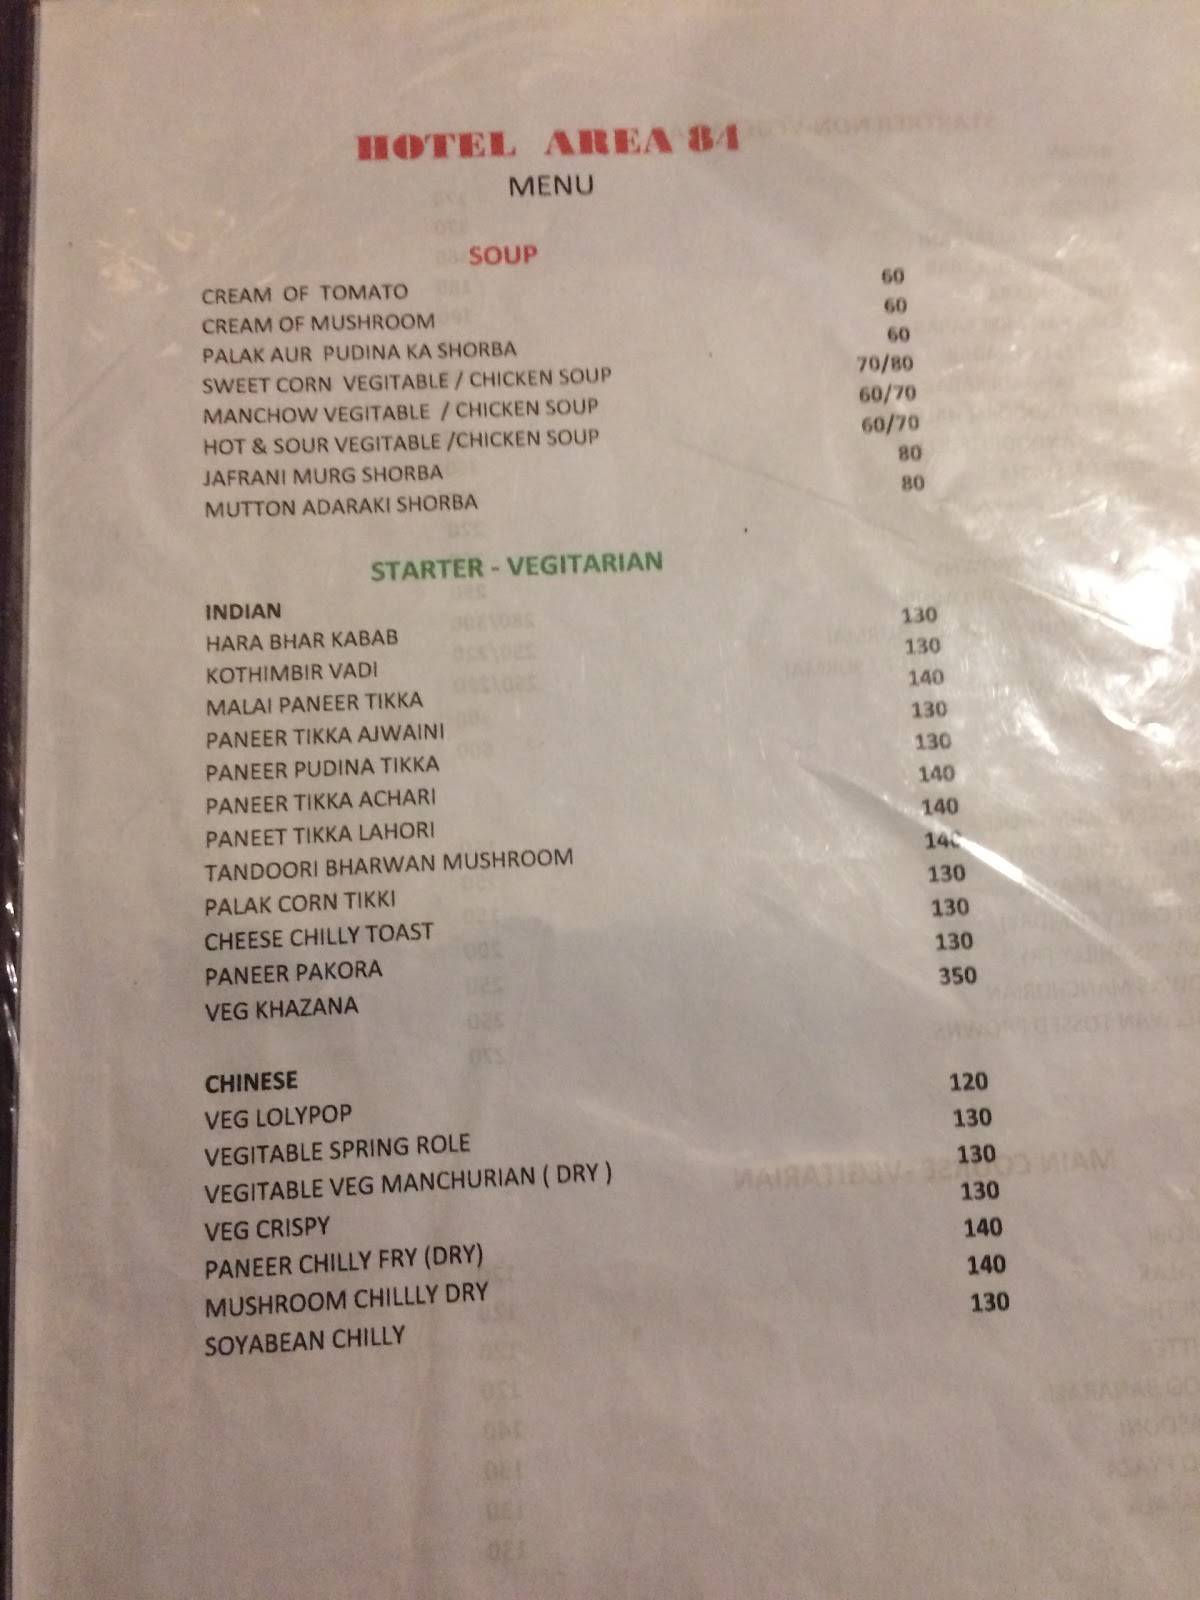 HOTEL AREA 84
MENU
SOUP
CREAM OF TOMATO 60
CREAM OF MUSHROOM 60
PALAK AUR PUDINA KA SHORBA 60
SWEET CORN VEGITABLE / CHICKEN SOUP 70/80
MANCHOW VEGITABLE / CHICKEN SOUP 60/70
HOT & SOUR VEGITABLE /CHICKEN SOUP 60/70
JAFRANI MURG SHORBA 80
MUTTON ADARAKI SHORBA 80
STARTER - VEGITARIAN
INDIAN
HARA BHAR KABAB 130
KOTHIMBIR VADI 130
MALAI PANEER TIKKA 140
PANEER TIKKA AJWAINI 130
PANEER PUDINA TIKKA 130
PANEER TIKKA ACHARI 140
PANEET TIKKA LAHORI 140
TANDOORI BHARWAN MUSHROOM 140
PALAK CORN TIKKI 130
CHEESE CHILLY TOAST 130
PANEER PAKORA 130
VEG KHAZANA 350
CHINESE
VEG LOLYPOP 120
VEGITABLE SPRING ROLE 130
VEGITABLE VEG MANCHURIAN ( DRY ) 130
VEG CRISPY 130
PANEER CHILLY FRY (DRY) 140
MUSHROOM CHILLLY DRY 140
SOYABEAN CHILLY 130